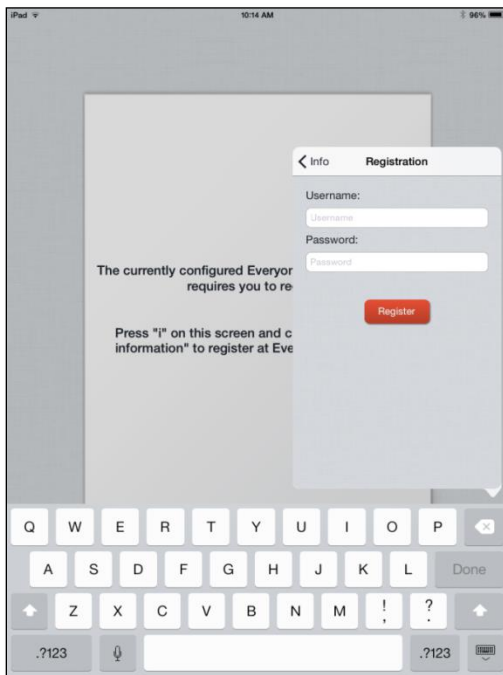 iPad
10:14 AM
96%
Info
Registration
Username:
Username
Password:
Password
Register
The currently configured Everyon
requires you to re
Press "i" on this screen and c
information" to register at Eve
Q W E R T Y U I O P
A S D F G H J K L Done
Z X C V B N M ! , ? .
.?123 .?123